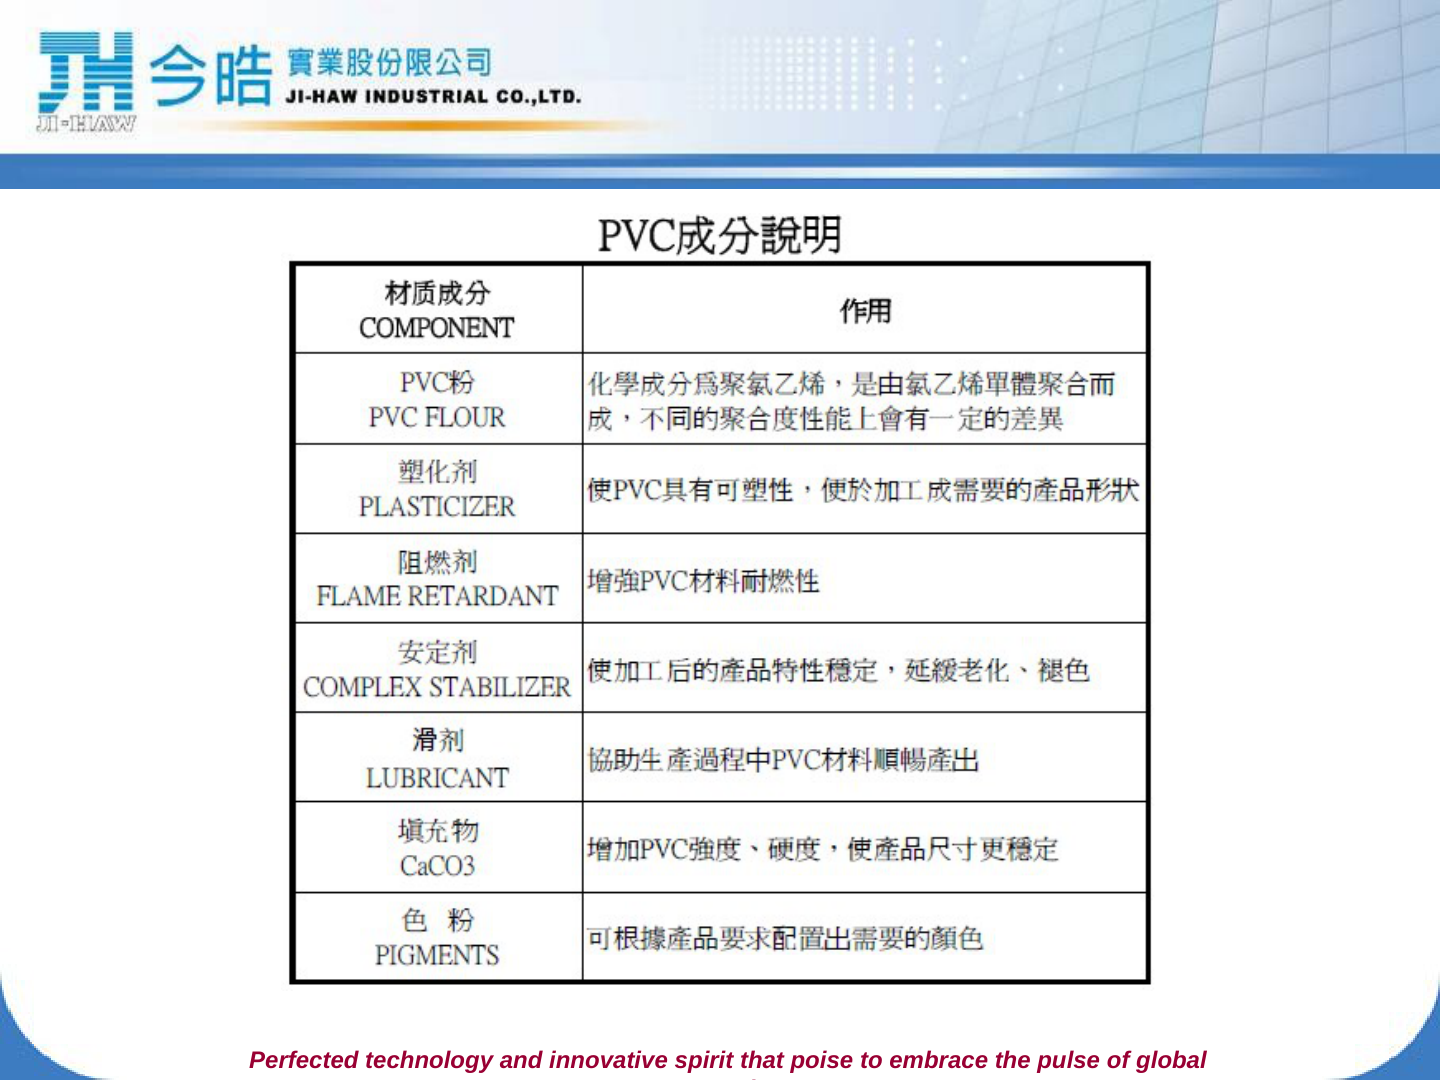 今皓
實業股份限公司
JI-HAW INDUSTRIAL CO.,LTD.
JI-HAW
PVC成分說明
材质成分
COMPONENT
作用
PVC粉
PVC FLOUR
化學成分爲聚氯乙烯，是由氯乙烯單體聚合而
成，不同的聚合度性能上會有一定的差異
塑化剂
PLASTICIZER
使PVC具有可塑性，便於加工成需要的產品形狀
阻燃剂
FLAME RETARDANT
增強PVC材料耐燃性
安定剂
COMPLEX STABILIZER
使加工后的產品特性穩定，延緩老化、褪色
滑剂
LUBRICANT
協助生產過程中PVC材料順暢產出
填充物
CaCO3
增加PVC強度、硬度，使產品尺寸更穩定
色 粉
PIGMENTS
可根據產品要求配置出需要的顏色
Perfected technology and innovative spirit that poise to embrace the pulse of global